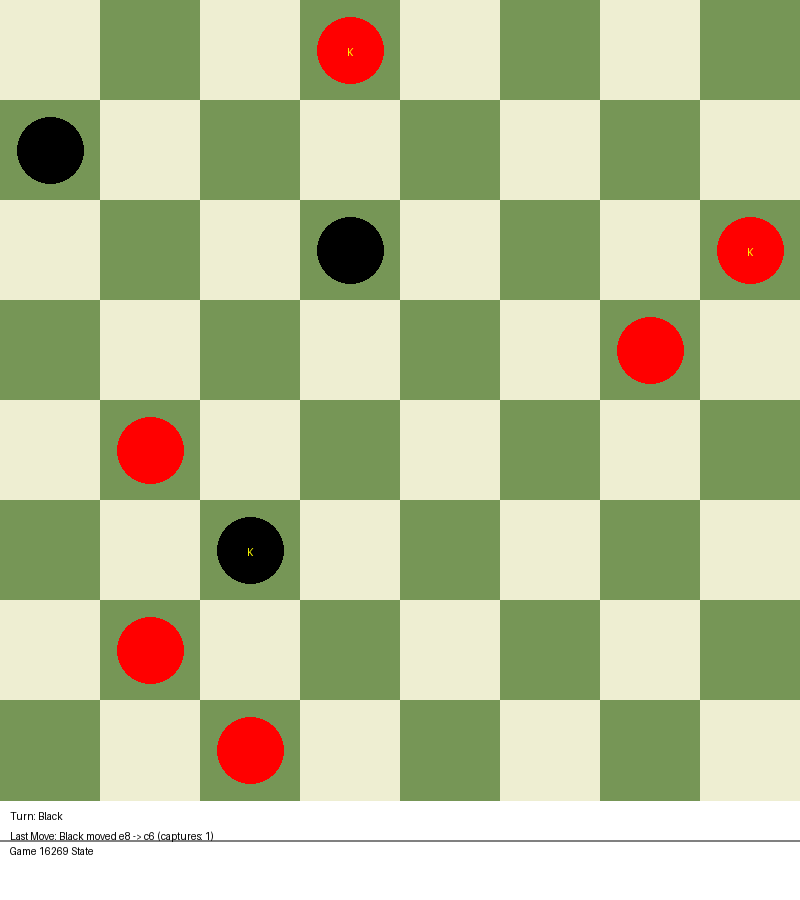 K
K
K
Turn: Black
Last Move: Black moved e8 -> c6 (captures: 1)
Game 16269 State